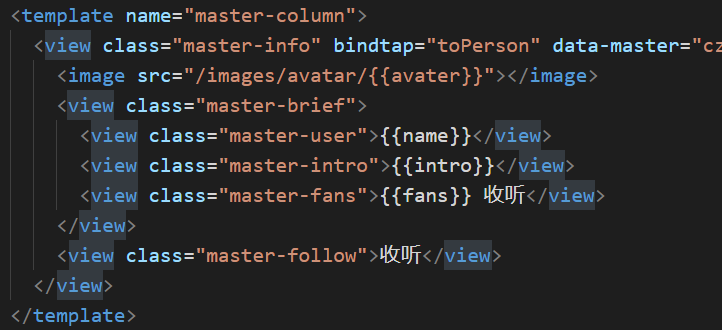 <template name="master-column">
<view class="master-info" bindtap="toPerson" data-master="cz
<image src="/images/avatar/{{avater}}"></image>
<view class="master-brief">
<view class="master-user">{{name}}</view>
<view class="master-intro">{{intro}}</view>
<view class="master-fans">{{fans}} 收听</view>
</view>
<view class="master-follow">收听</view>
</view>
</template>